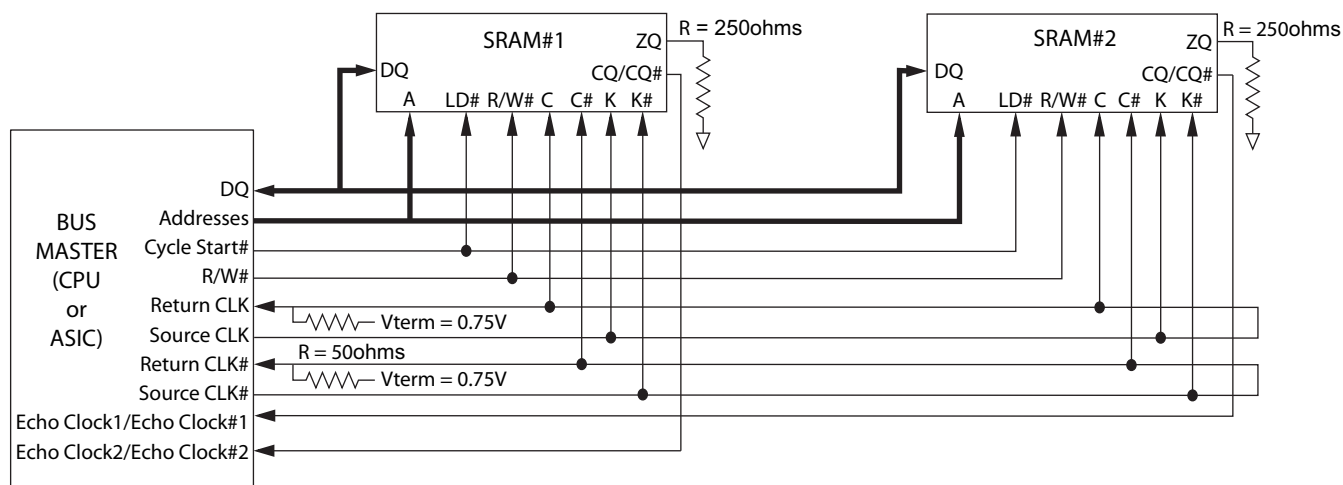 SRAM#1
ZQ
R = 250ohms
DQ
CQ/CQ#
A LD# R/W# C C# K K#
SRAM#2
ZQ
R = 250ohms
DQ
CQ/CQ#
A LD# R/W# C C# K K#
BUS
MASTER
(CPU
or
ASIC)
DQ
Addresses
Cycle Start#
R/W#
Return CLK
Vterm = 0.75V
Source CLK
R = 50ohms
Return CLK#
Vterm = 0.75V
Source CLK#
Echo Clock1/Echo Clock#1
Echo Clock2/Echo Clock#2